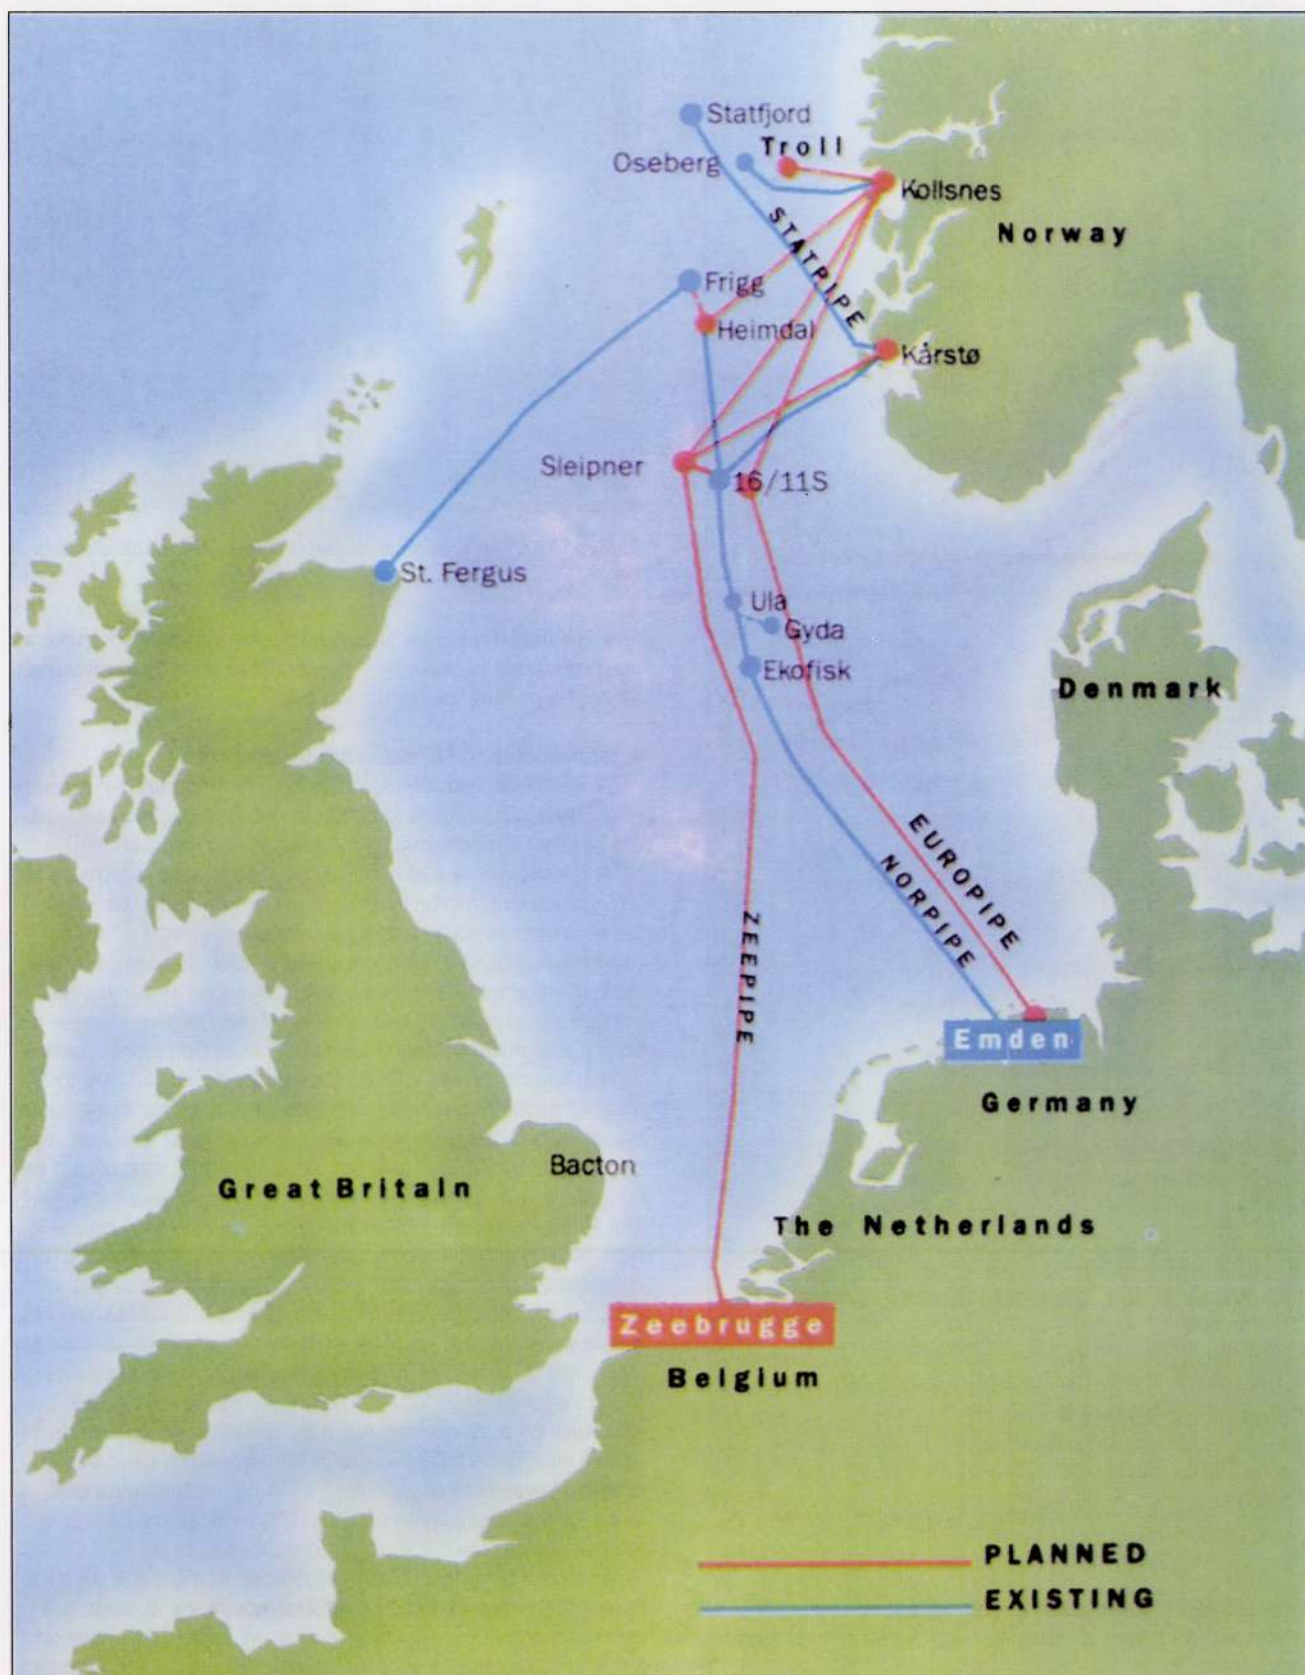 Statfjord
Troll
Oseberg
Kollsnes
Norway
STATPIPE
Frigg
Heimdal
Kårstø
Sleipner
16/11S
St. Fergus
Ula
Gyda
Ekofisk
Denmark
EUROPIPE
NORPIPE
ZEEPIPE
Emden
Germany
Bacton
Great Britain
The Netherlands
Zeebrugge
Belgium
PLANNED
EXISTING